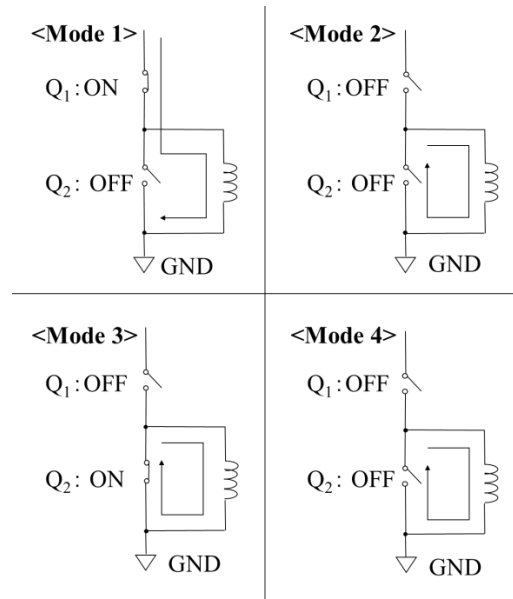 <Mode 1>
Q₁: ON
Q₂: OFF
GND
<Mode 2>
Q₁: OFF
Q₂: OFF
GND
<Mode 3>
Q₁: OFF
Q₂: ON
GND
<Mode 4>
Q₁: OFF
Q₂: OFF
GND